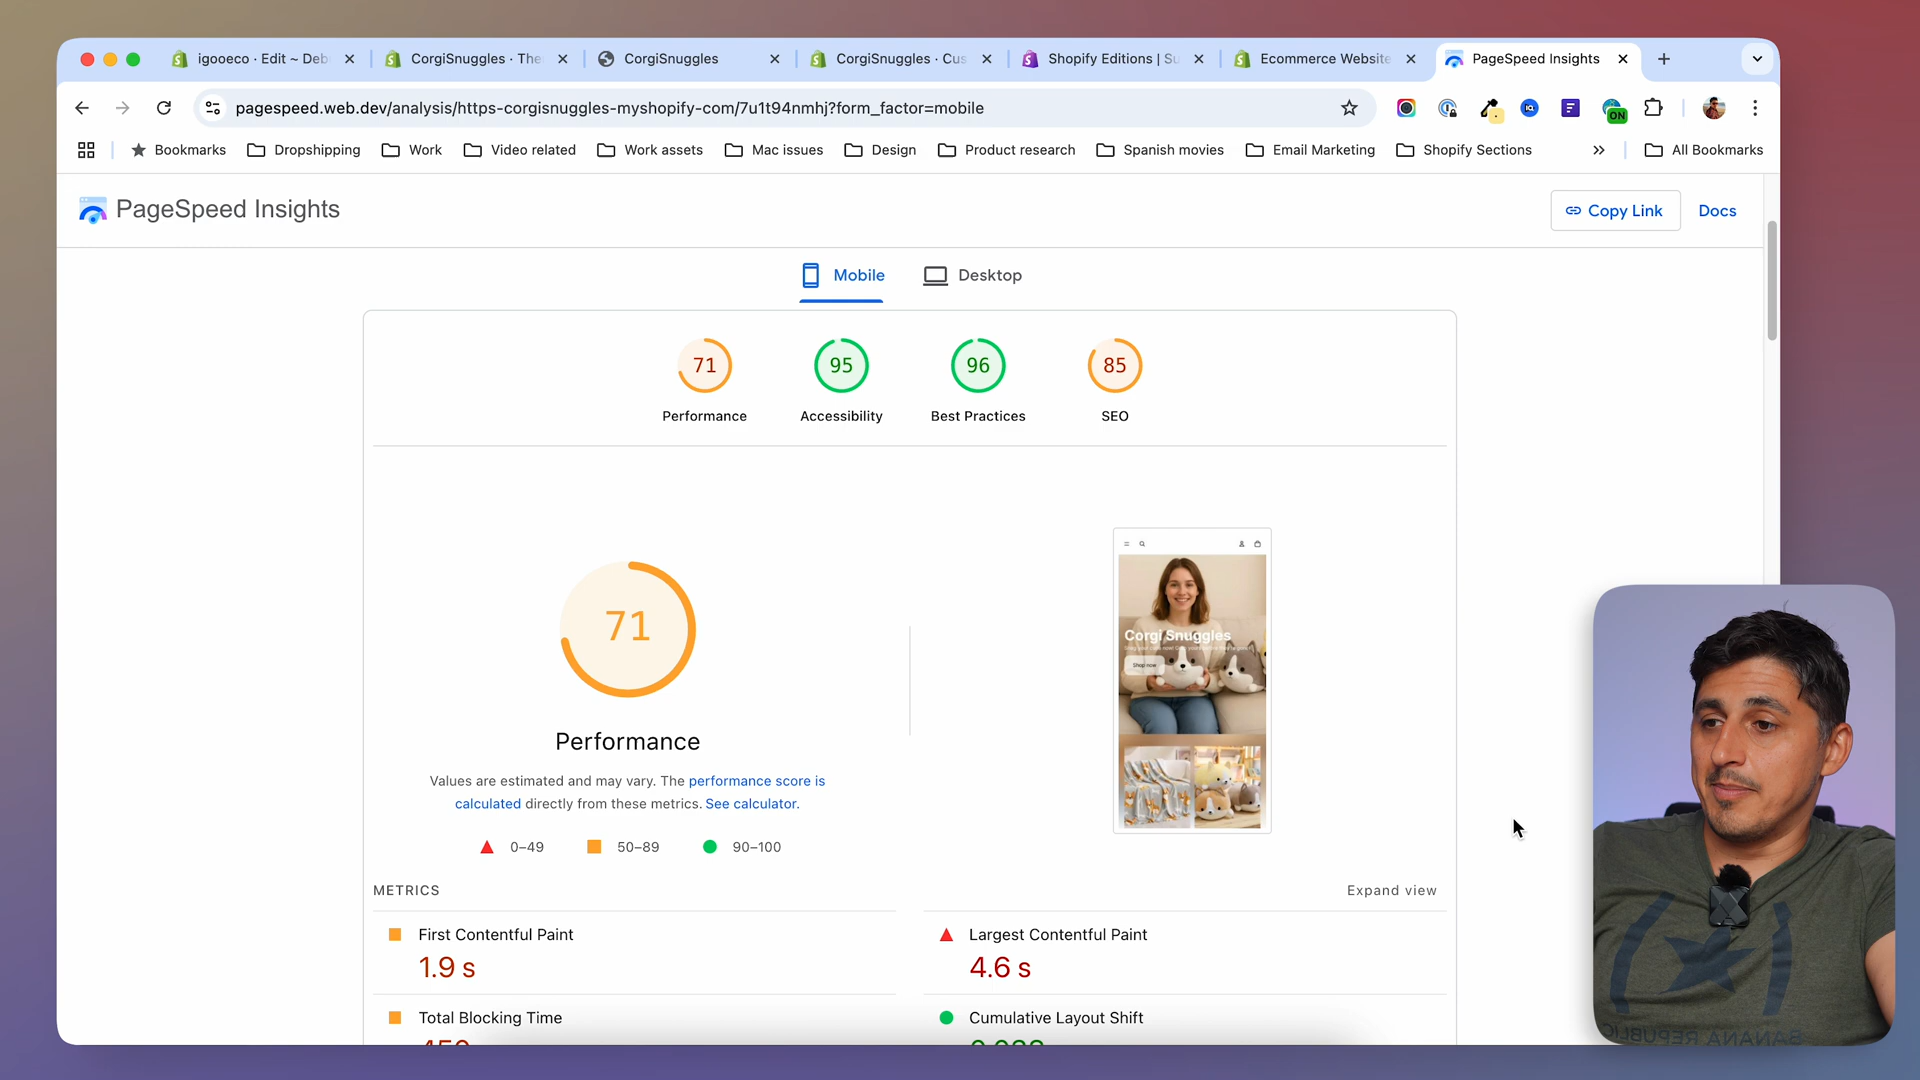 igooeco · Edit ~ Deb
CorgiSnuggles · The
CorgiSnuggles
CorgiSnuggles · Cus
Shopify Editions | Su
Ecommerce Website
PageSpeed Insights
pagespeed.web.dev/analysis/https-corgisnuggles-myshopify-com/7u1t94nmhj?form_factor=mobile
ON
Bookmarks
Dropshipping
Work
Video related
Work assets
Mac issues
Design
Product research
Spanish movies
Email Marketing
Shopify Sections
All Bookmarks
PageSpeed Insights
Copy Link
Docs
Mobile
Desktop
71
95
96
85
Performance
Accessibility
Best Practices
SEO
71
Corgi Snuggles
Shop now
Performance
Values are estimated and may vary. The performance score is
calculated directly from these metrics. See calculator.
0–49
50–89
90–100
METRICS
Expand view
First Contentful Paint
1.9 s
Largest Contentful Paint
4.6 s
Total Blocking Time
Cumulative Layout Shift
BANANA REPUBLIC